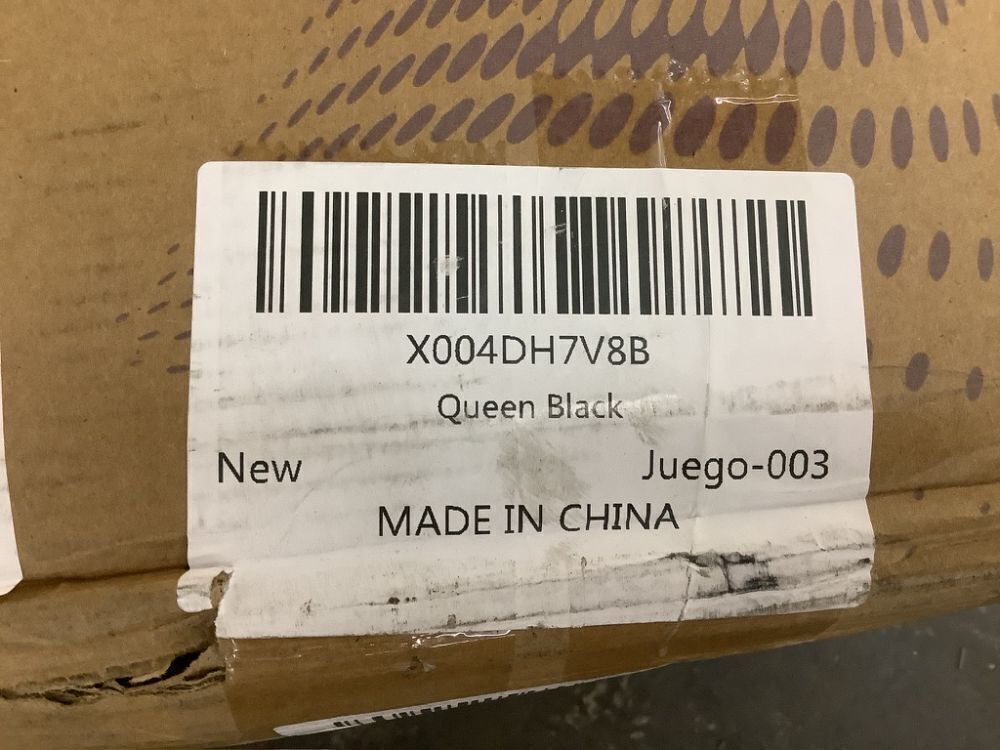 X004DH7V8B
Queen Black
New Juego-003
MADE IN CHINA